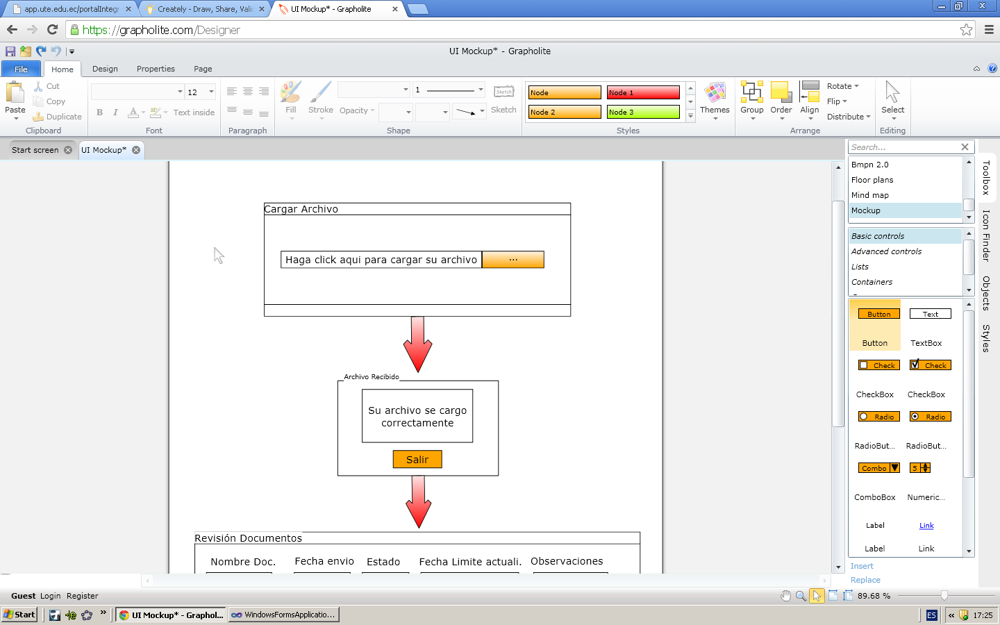 app.ute.edu.ec/portalInteg
Creately - Draw, Share, Valid
UI Mockup* - Grapholite
https://grapholite.com/Designer
UI Mockup* - Grapholite
File
Home
Design
Properties
Page
Paste
Cut
Copy
Duplicate
Clipboard
12
B I A ab
Text inside
Font
Paragraph
Fill
Stroke
Opacity
1
Sketch
Sketch
Shape
Node
Node 1
Node 2
Node 3
Styles
Themes
Group
Order
Align
Rotate
Flip
Distribute
Arrange
Select
Editing
Start screen
UI Mockup*
Search...
Bmpn 2.0
Floor plans
Mind map
Mockup
Basic controls
Advanced controls
Lists
Containers
Toolbox
Icon Finder
Objects
Styles
Button
Text
Button
TextBox
Check
Check
CheckBox
CheckBox
Radio
Radio
RadioBut...
RadioBut...
Combo
5
ComboBox
Numeric...
Label
Link
Label
Link
Insert
Replace
Cargar Archivo
Haga click aqui para cargar su archivo
...
Archivo Recibido
Su archivo se cargo
correctamente
Salir
Revisión Documentos
Nombre Doc.
Fecha envio
Estado
Fecha Limite actuali.
Observaciones
Guest
Login
Register
89.68 %
Start
»
UI Mockup* - Graphol...
WindowsFormsApplicatio...
ES
«
17:25